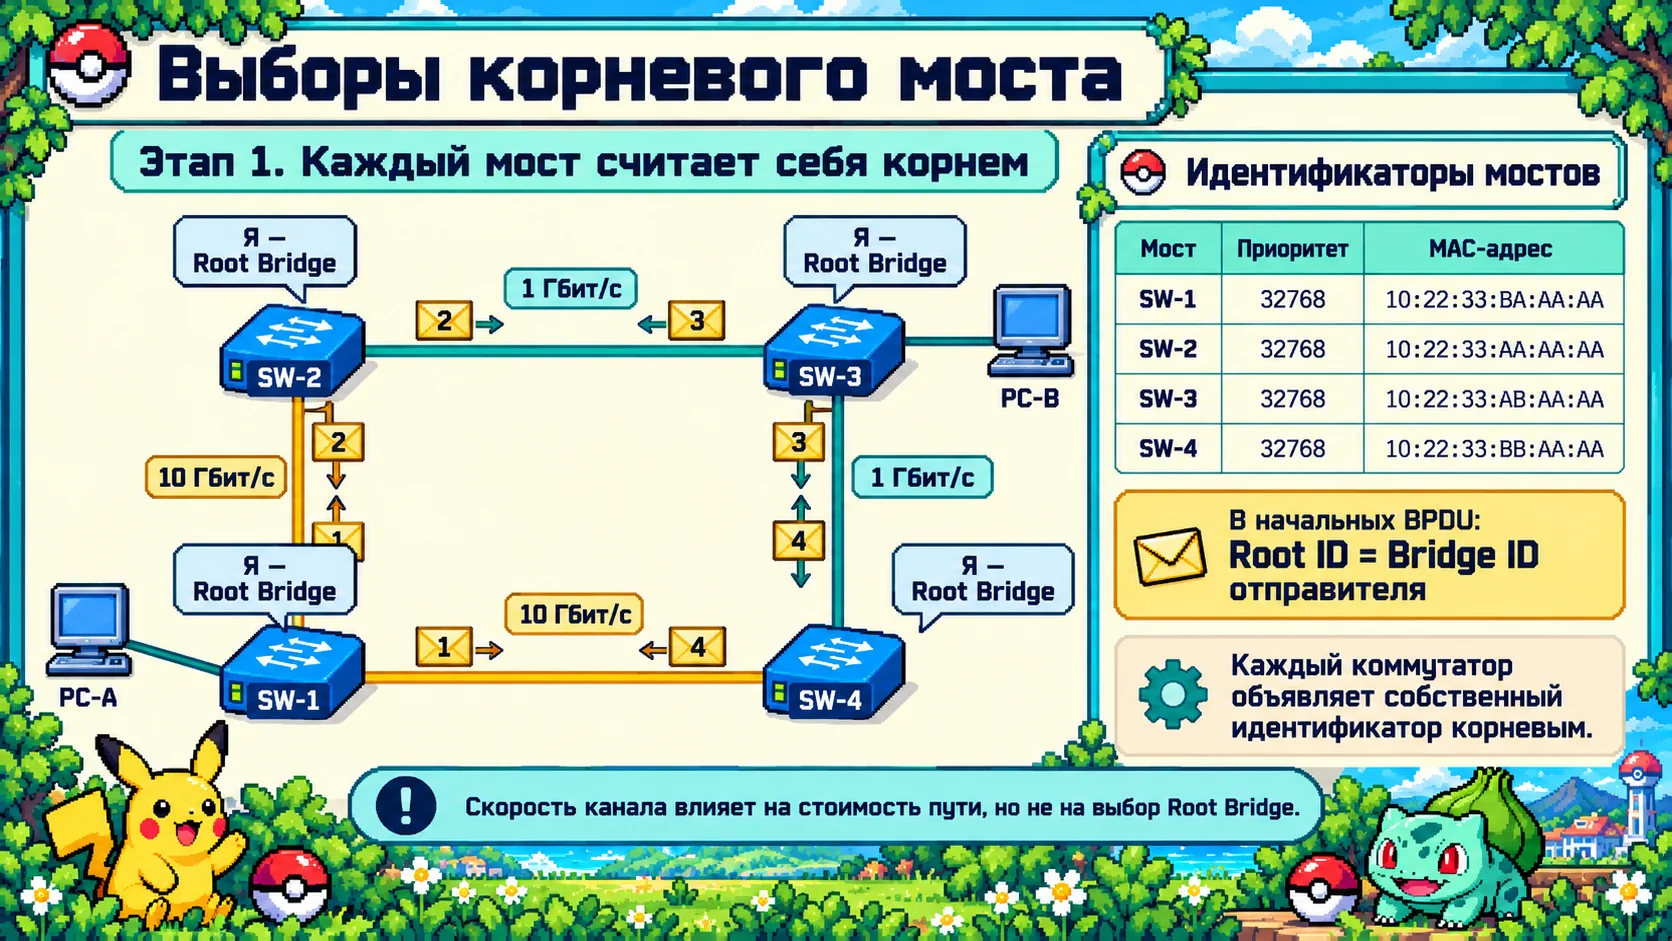 Выборы корневого моста
Этап 1. Каждый мост считает себя корнем
Я –
Root Bridge
Я –
Root Bridge
1 Гбит/с
2
3
SW-2
SW-3
PC-B
2
3
10 Гбит/с
1 Гбит/с
1
4
Я –
Root Bridge
Я –
Root Bridge
10 Гбит/с
1
4
PC-A
SW-1
SW-4
Идентификаторы мостов
Мост Приоритет MAC-адрес
SW-1 32768 10:22:33:BA:AA:AA
SW-2 32768 10:22:33:AA:AA:AA
SW-3 32768 10:22:33:AB:AA:AA
SW-4 32768 10:22:33:BB:AA:AA
В начальных BPDU:
Root ID = Bridge ID
отправителя
Каждый коммутатор
объявляет собственный
идентификатор корневым.
! Скорость канала влияет на стоимость пути, но не на выбор Root Bridge.